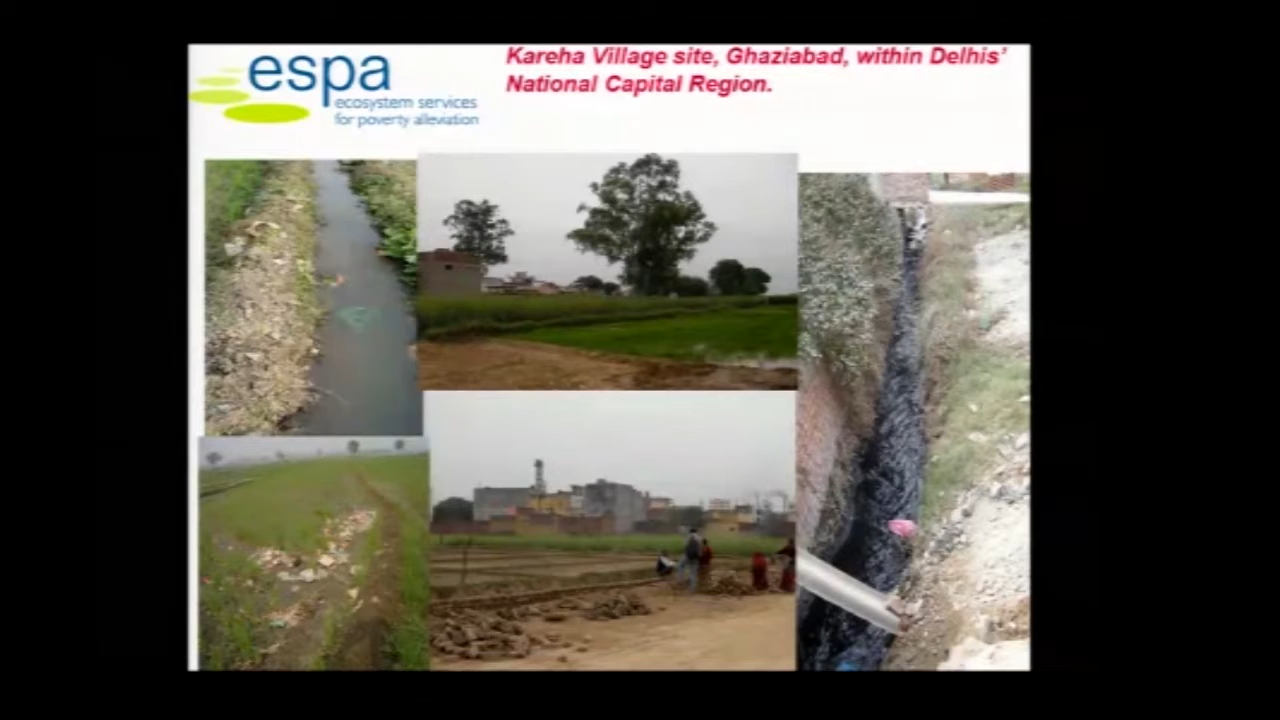 espa
ecosystem services
for poverty alleviation
Kareha Village site, Ghaziabad, within Delhis'
National Capital Region.